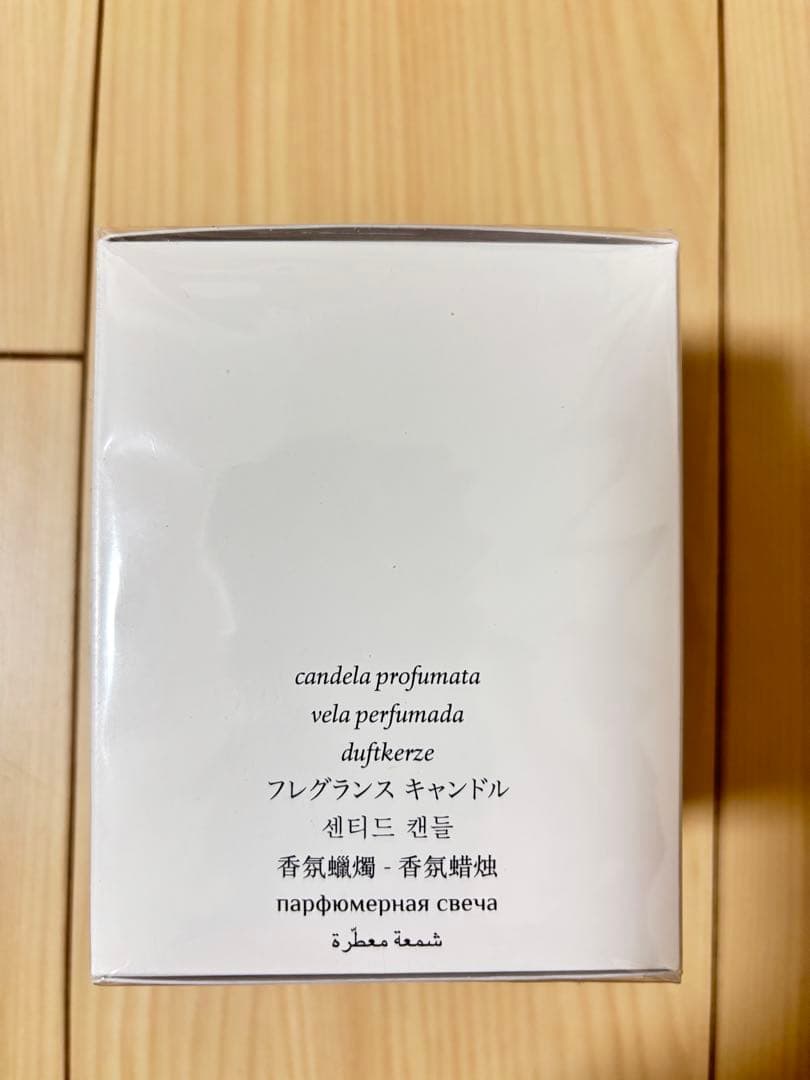 candela profumata
vela perfumada
duftkerze
フレグランス キャンドル
센티드 캔들
香氛蠟燭 - 香氛蜡烛
парфюмерная свеча
شمعة معطّرة